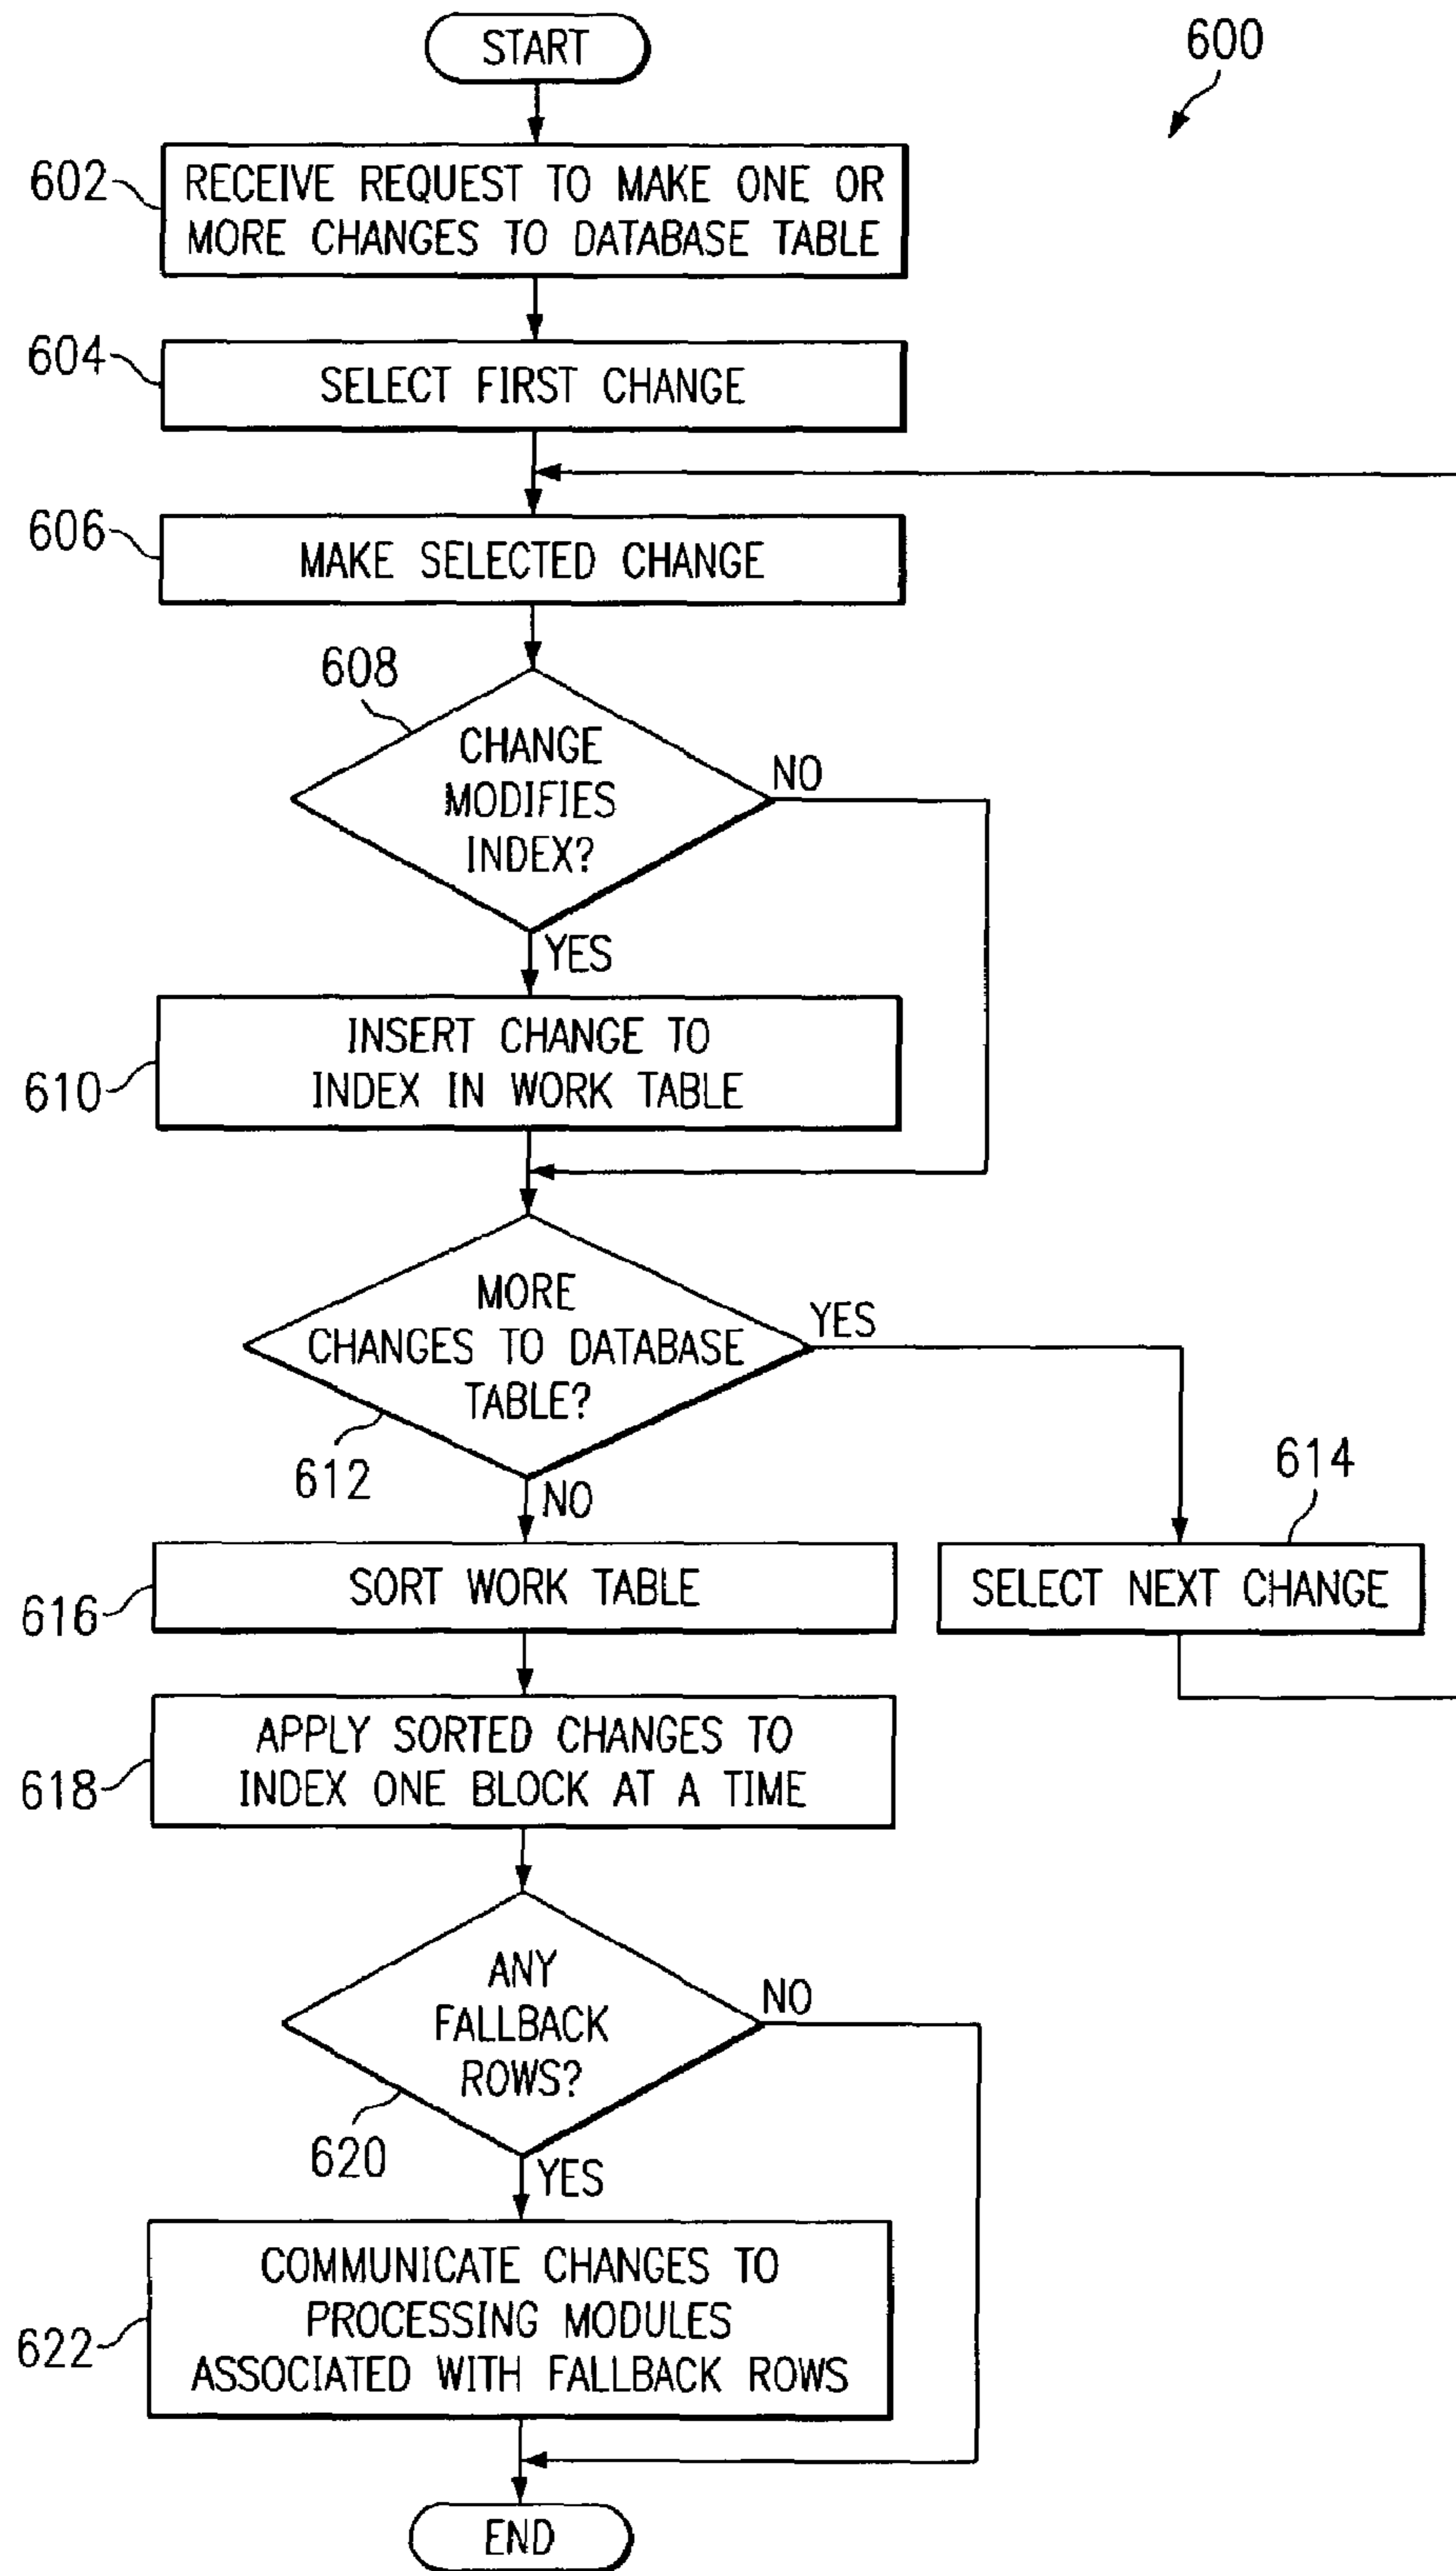 START
600
602
RECEIVE REQUEST TO MAKE ONE OR
MORE CHANGES TO DATABASE TABLE
604
SELECT FIRST CHANGE
606
MAKE SELECTED CHANGE
608
CHANGE
MODIFIES
INDEX?
NO
YES
610
INSERT CHANGE TO
INDEX IN WORK TABLE
MORE
CHANGES TO DATABASE
TABLE?
YES
612
NO
614
SELECT NEXT CHANGE
616
SORT WORK TABLE
618
APPLY SORTED CHANGES TO
INDEX ONE BLOCK AT A TIME
ANY
FALLBACK
ROWS?
NO
620
YES
622
COMMUNICATE CHANGES TO
PROCESSING MODULES
ASSOCIATED WITH FALLBACK ROWS
END